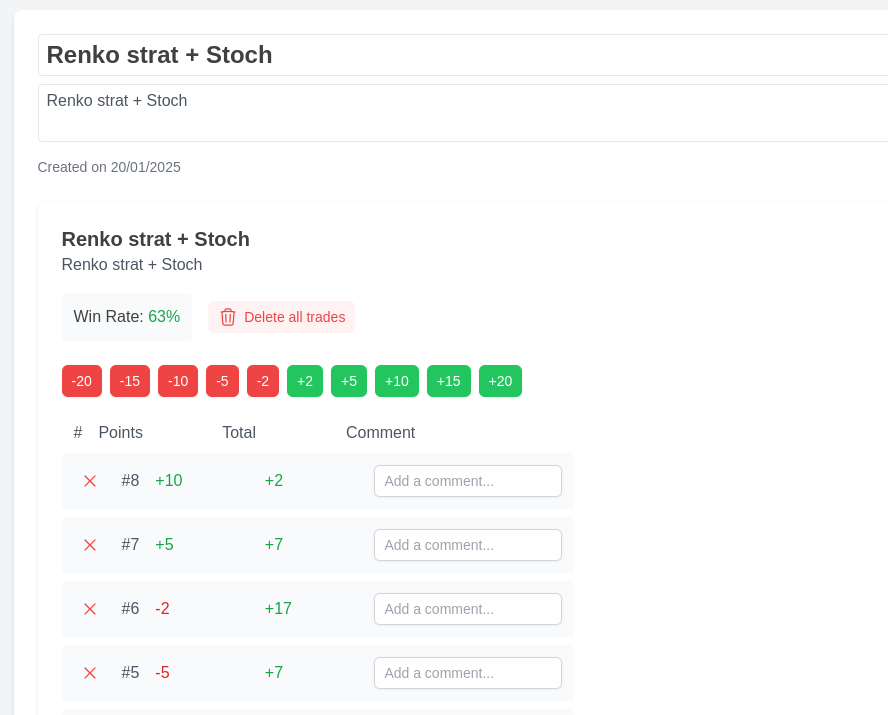 Renko strat + Stoch
Renko strat + Stoch
Created on 20/01/2025
Renko strat + Stoch
Renko strat + Stoch
Win Rate: 63% Delete all trades
-20 -15 -10 -5 -2 +2 +5 +10 +15 +20
# Points Total Comment
#8 +10 +2 Add a comment...
#7 +5 +7 Add a comment...
#6 -2 +17 Add a comment...
#5 -5 +7 Add a comment...